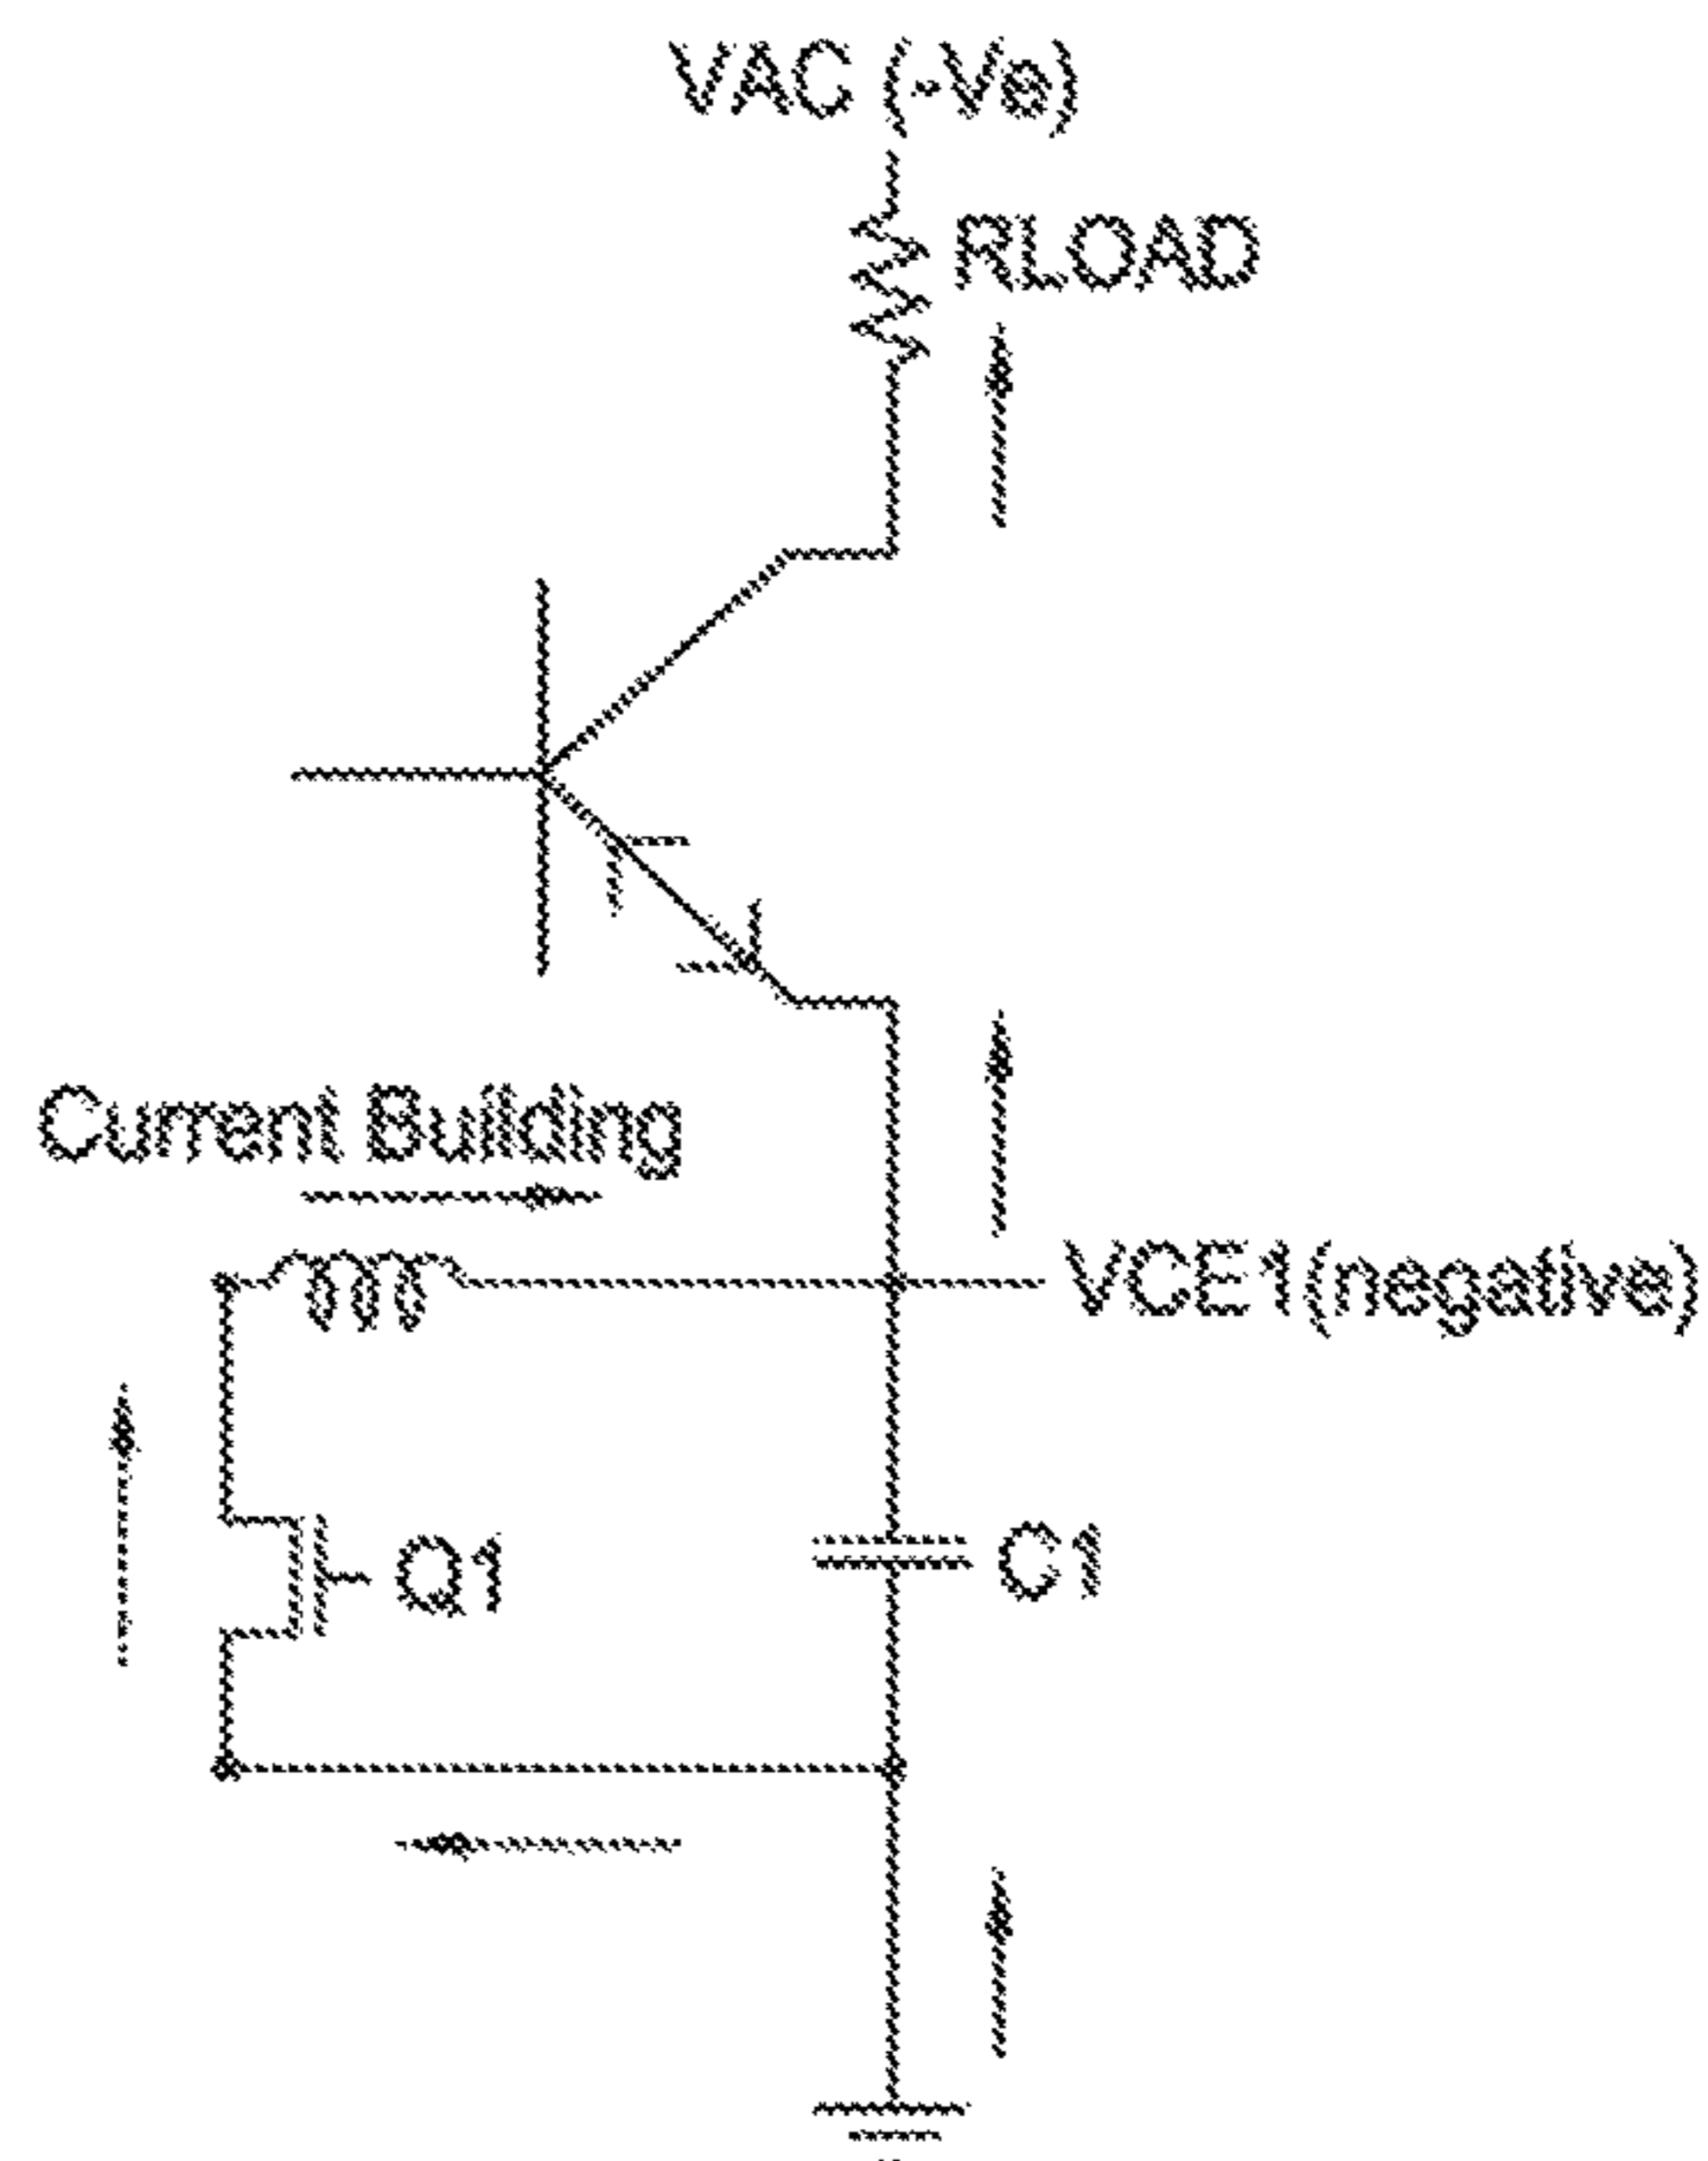 VAC (-Ve)
RLOAD
Current Building
VCE1(negative)
Q1
C1